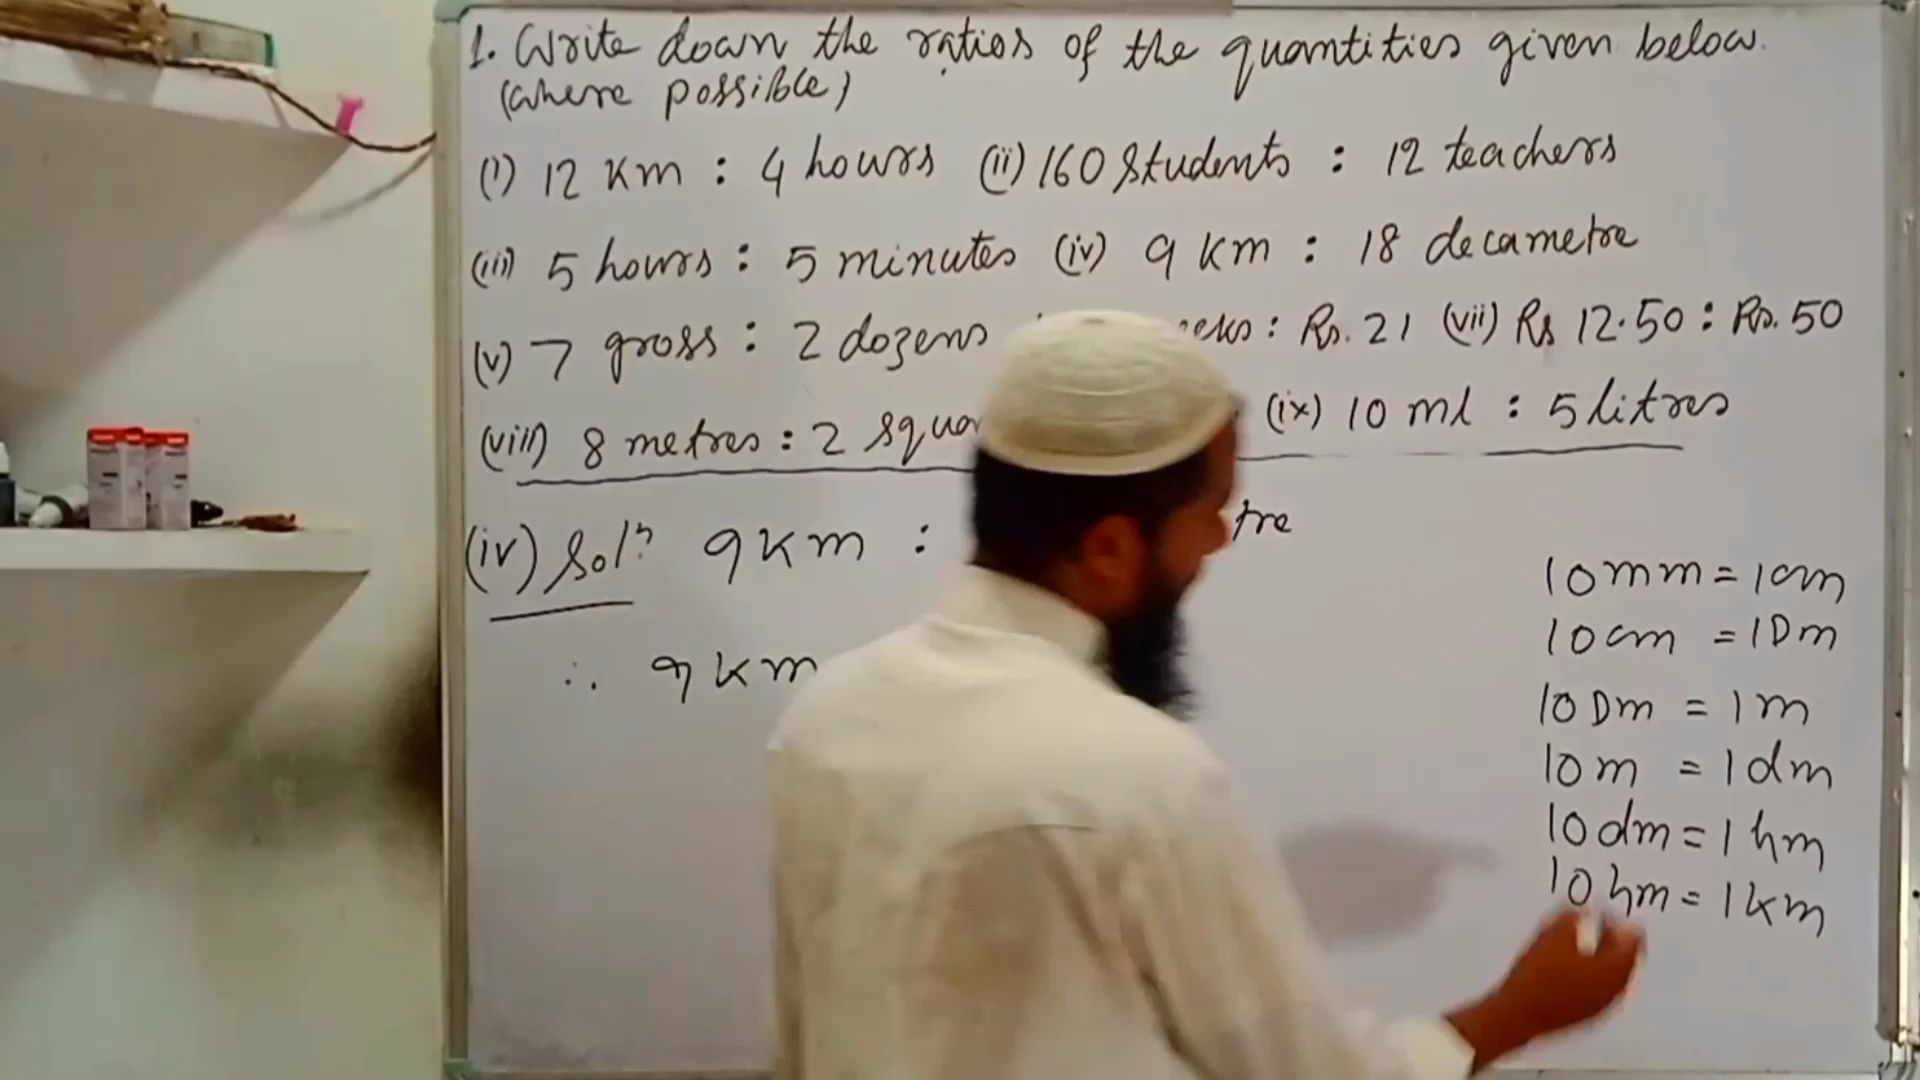 1. Write down the ratios of the quantities given below.
(where possible)
(i) 12 km : 4 hours (ii) 160 students : 12 teachers
(iii) 5 hours : 5 minutes (iv) 9 km : 18 decametre
(v) 7 gross : 2 dozens : Rs. 21 (vii) Rs 12.50 : Rs. 50
(viii) 8 metres : 2 (ix) 10 ml : 5 litres
(iv) Solⁿ. 9 km :
∴ 9 km
10 mm = 1 cm
10 cm = 1 Dm
10 Dm = 1 m
10 m = 1 dm
10 dm = 1 hm
10 hm = 1 km